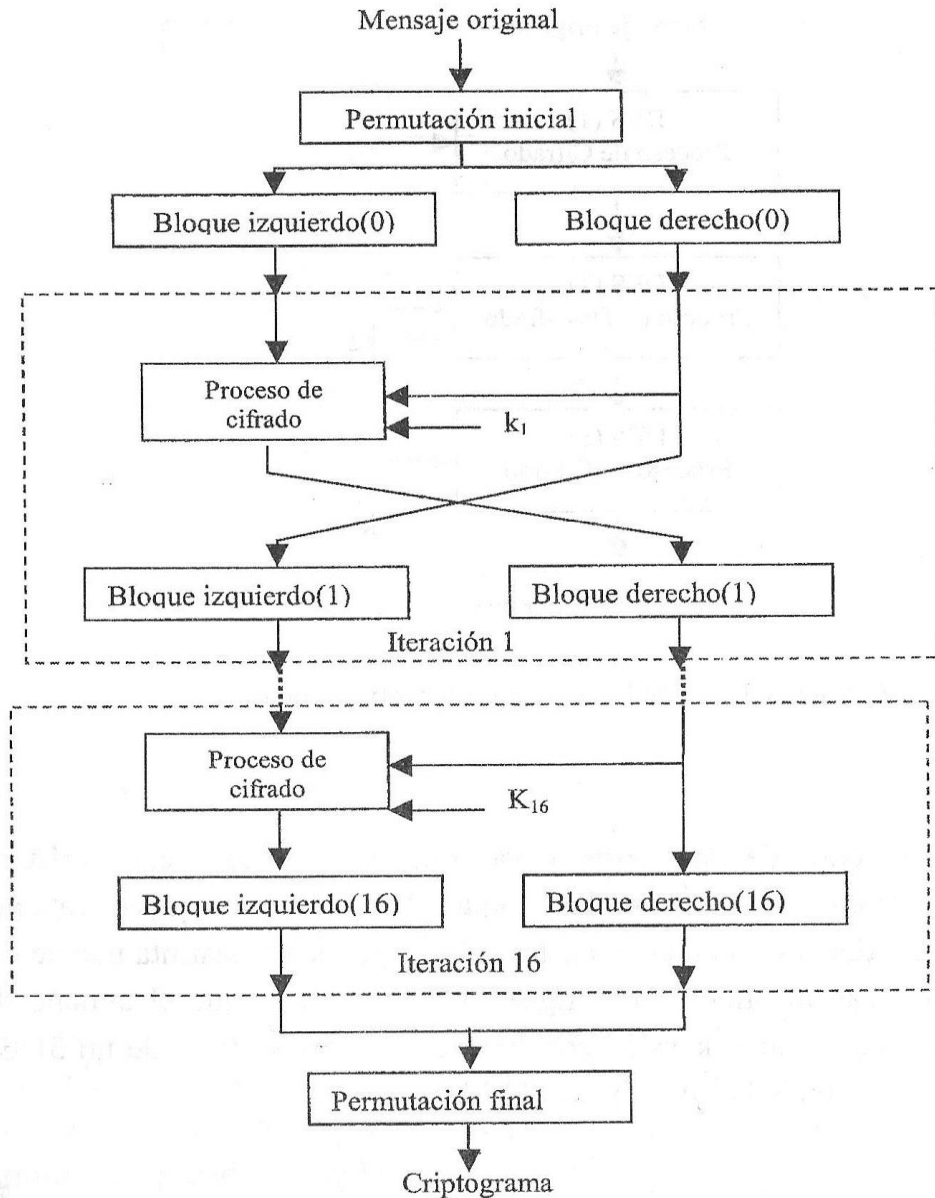 Mensaje original
Permutación inicial
Bloque izquierdo(0)
Bloque derecho(0)
Proceso de
cifrado
k1
Bloque izquierdo(1)
Bloque derecho(1)
Iteración 1
Proceso de
cifrado
K16
Bloque izquierdo(16)
Bloque derecho(16)
Iteración 16
Permutación final
Criptograma